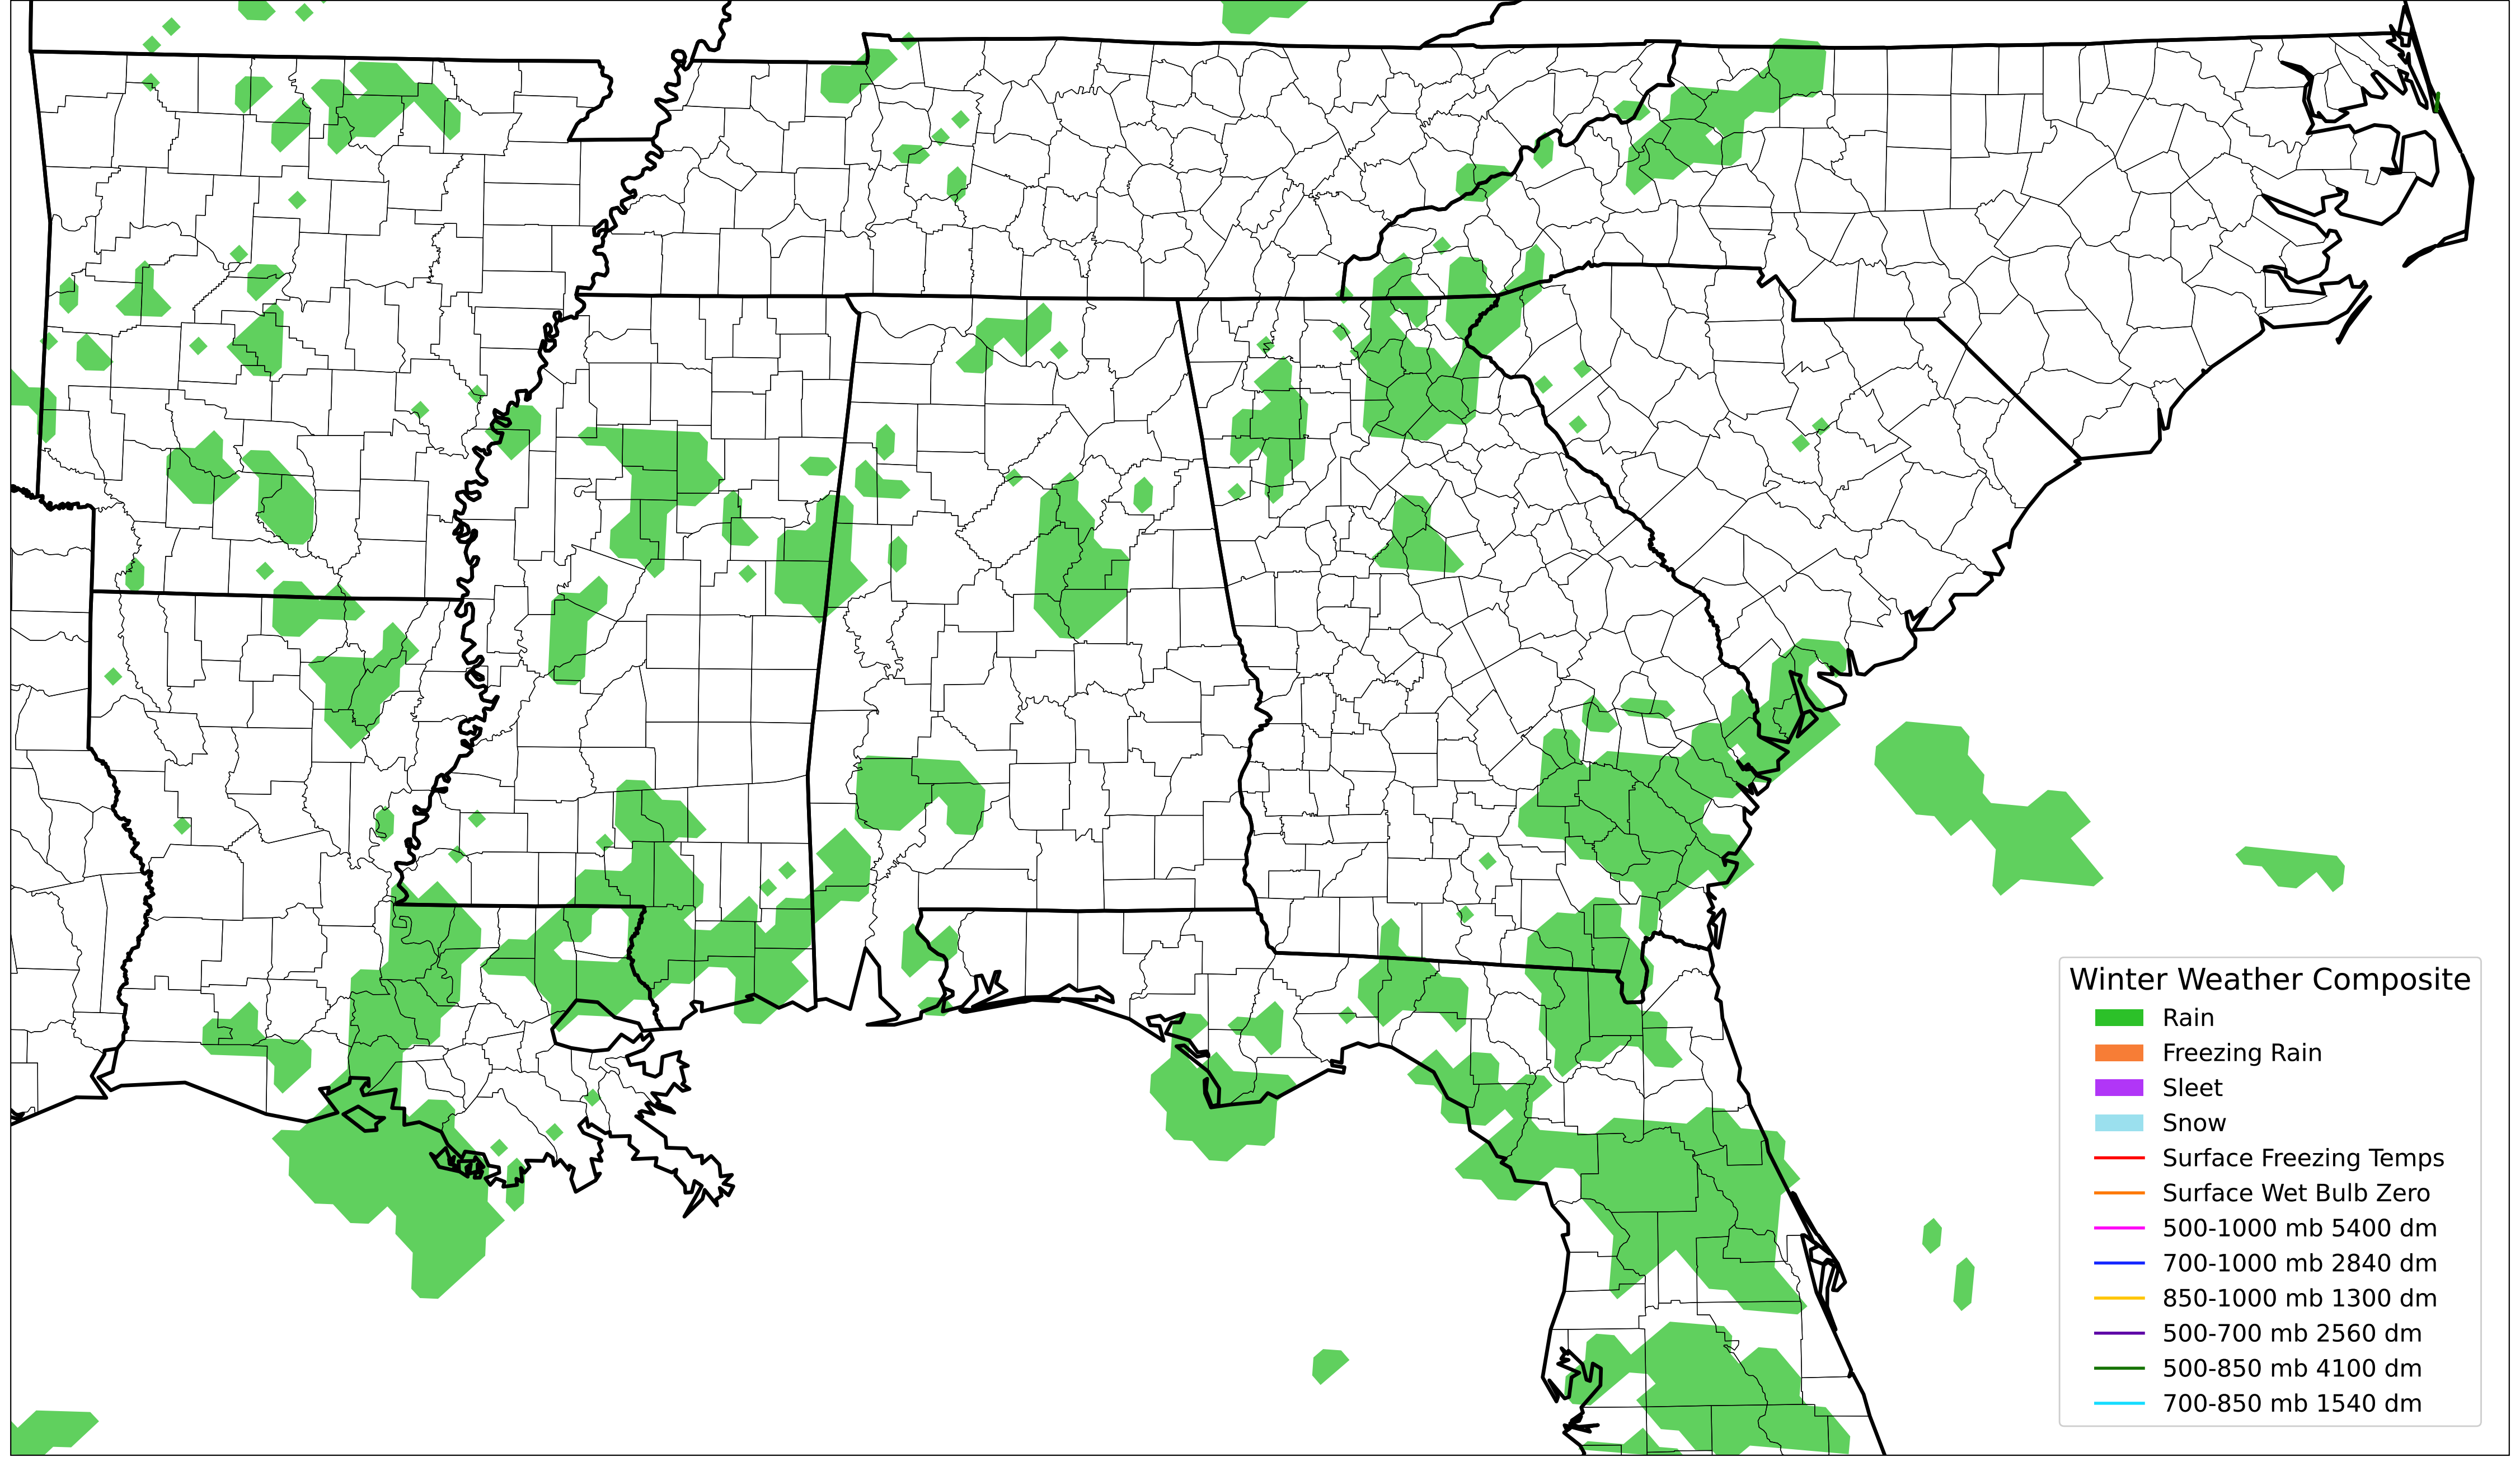 Winter Weather Composite
Rain
Freezing Rain
Sleet
Snow
Surface Freezing Temps
Surface Wet Bulb Zero
500-1000 mb 5400 dm
700-1000 mb 2840 dm
850-1000 mb 1300 dm
500-700 mb 2560 dm
500-850 mb 4100 dm
700-850 mb 1540 dm